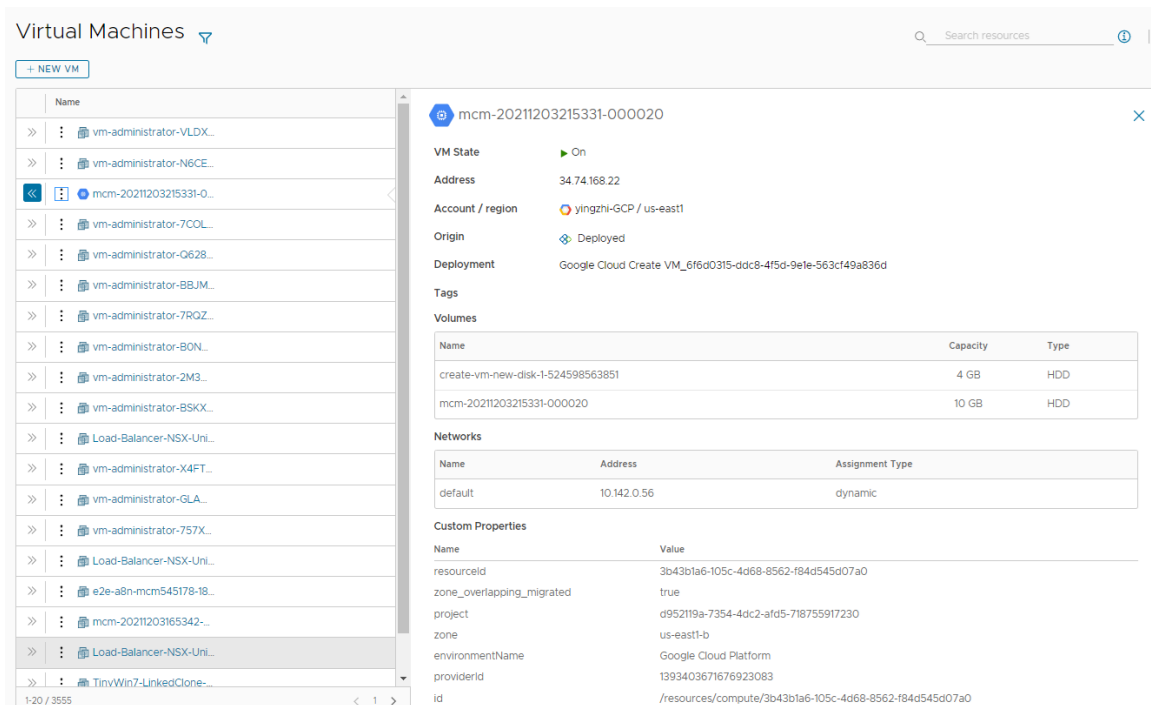 Virtual Machines
Search resources
+ NEW VM
Name
vm-administrator-VLDX...
vm-administrator-N6CE...
mcm-20211203215331-0...
vm-administrator-7COL...
vm-administrator-Q628...
vm-administrator-BBJM...
vm-administrator-7RQZ...
vm-administrator-B0N...
vm-administrator-2M3...
vm-administrator-BSKX...
Load-Balancer-NSX-Uni...
vm-administrator-X4FT...
vm-administrator-GLA...
vm-administrator-757X...
Load-Balancer-NSX-Uni...
e2e-a8n-mcm545178-18...
mcm-20211203165342-...
Load-Balancer-NSX-Uni...
TinyWin7-LinkedClone-...
1-20 / 3555 1
mcm-20211203215331-000020
VM State On
Address 34.74.168.22
Account / region yingzhi-GCP / us-east1
Origin Deployed
Deployment Google Cloud Create VM_6f6d0315-ddc8-4f5d-9e1e-563cf49a836d
Tags
Volumes
Name Capacity Type
create-vm-new-disk-1-524598563851 4 GB HDD
mcm-20211203215331-000020 10 GB HDD
Networks
Name Address Assignment Type
default 10.142.0.56 dynamic
Custom Properties
Name Value
resourceId 3b43b1a6-105c-4d68-8562-f84d545d07a0
zone_overlapping_migrated true
project d952119a-7354-4dc2-afd5-718755917230
zone us-east1-b
environmentName Google Cloud Platform
providerId 1393403671676923083
id /resources/compute/3b43b1a6-105c-4d68-8562-f84d545d07a0